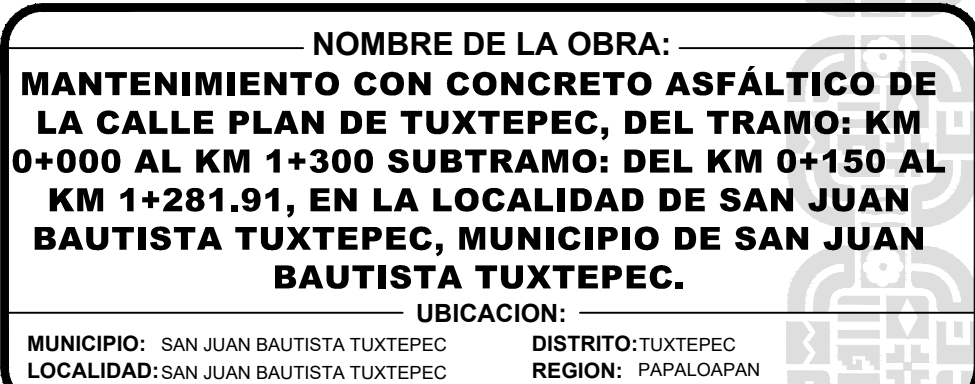 NOMBRE DE LA OBRA:
MANTENIMIENTO CON CONCRETO ASFÁLTICO DE
LA CALLE PLAN DE TUXTEPEC, DEL TRAMO: KM
0+000 AL KM 1+300 SUBTRAMO: DEL KM 0+150 AL
KM 1+281.91, EN LA LOCALIDAD DE SAN JUAN
BAUTISTA TUXTEPEC, MUNICIPIO DE SAN JUAN
BAUTISTA TUXTEPEC.
UBICACION:
MUNICIPIO: SAN JUAN BAUTISTA TUXTEPEC DISTRITO: TUXTEPEC
LOCALIDAD: SAN JUAN BAUTISTA TUXTEPEC REGION: PAPALOAPAN